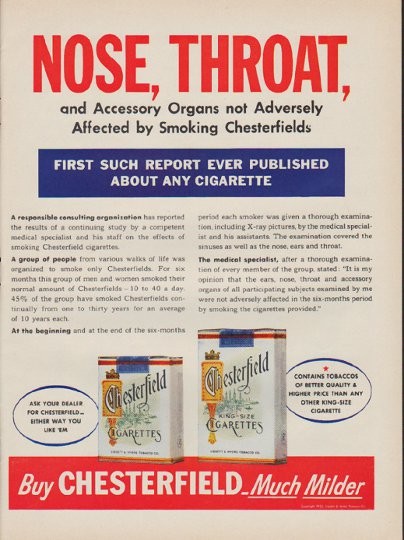 NOSE, THROAT,
and Accessory Organs not Adversely
Affected by Smoking Chesterfields
FIRST SUCH REPORT EVER PUBLISHED
ABOUT ANY CIGARETTE
A responsible consulting organization has reported
the results of a continuing study by a competent
medical specialist and his staff on the effects of
smoking Chesterfield cigarettes.
A group of people from various walks of life was
organized to smoke only Chesterfields. For six
months this group of men and women smoked their
normal amount of Chesterfields - 10 to 40 a day.
45% of the group have smoked Chesterfields con-
tinually from one to thirty years for an average
of 10 years each.
At the beginning and at the end of the six-months
period each smoker was given a thorough examina-
tion, including X-ray pictures, by the medical special-
ist and his assistants. The examination covered the
sinuses as well as the nose, ears and throat.
The medical specialist, after a thorough examina-
tion of every member of the group, stated: "It is my
opinion that the ears, nose, throat and accessory
organs of all participating subjects examined by me
were not adversely affected in the six-months period
by smoking the cigarettes provided."
ASK YOUR DEALER
FOR CHESTERFIELD—
EITHER WAY YOU
LIKE 'EM
Chesterfield
CIGARETTES
LIGGETT & MYERS TOBACCO CO.
Chesterfield
KING-SIZE
CIGARETTES
LIGGETT & MYERS TOBACCO CO.
CONTAINS TOBACCOS
OF BETTER QUALITY &
HIGHER PRICE THAN ANY
OTHER KING-SIZE
CIGARETTE
Buy CHESTERFIELD—Much Milder